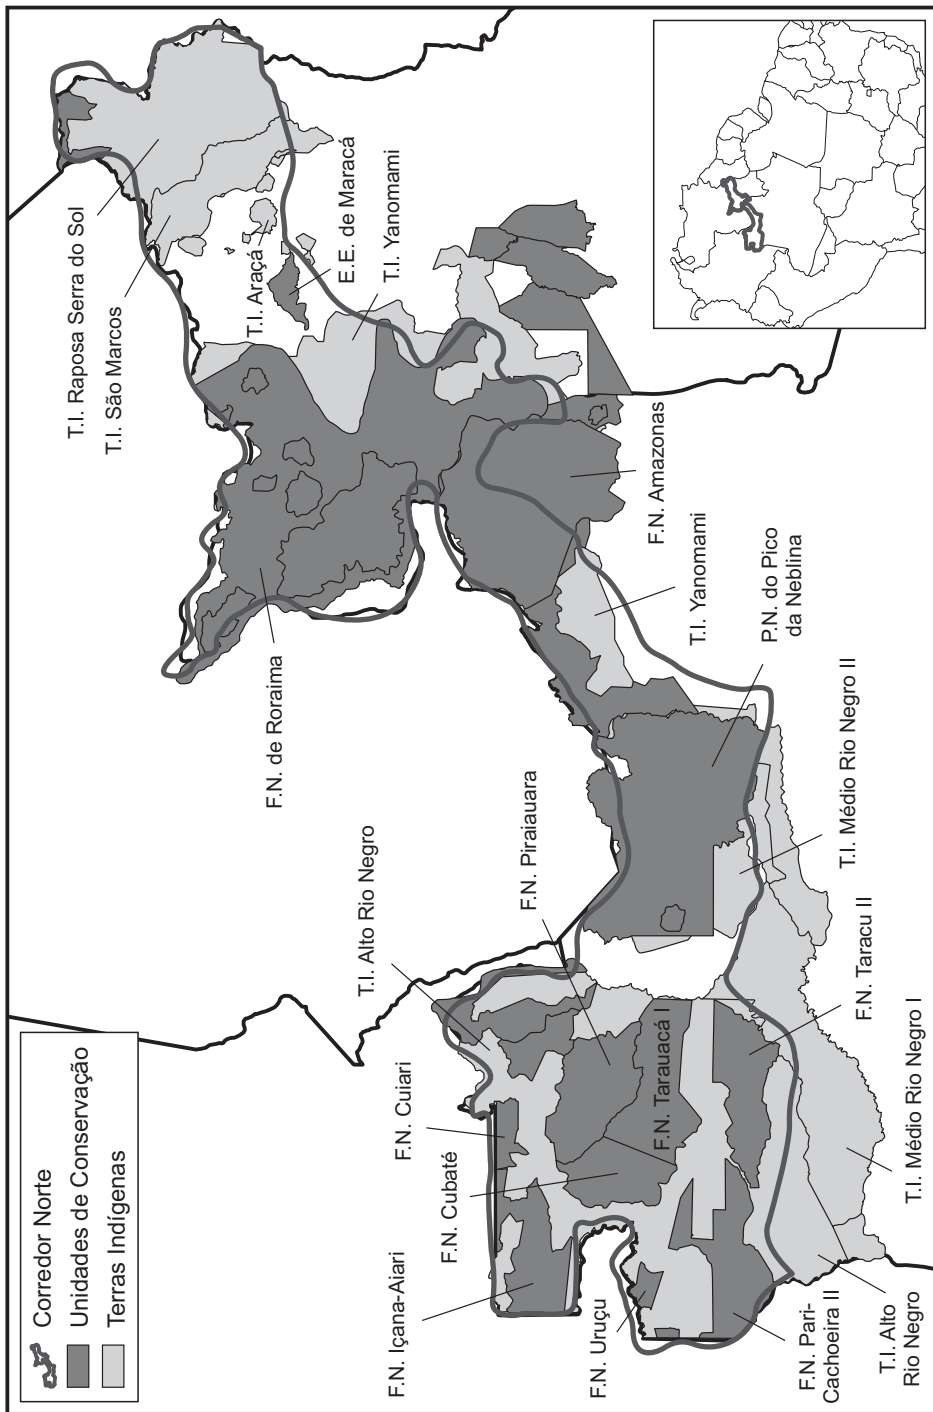 Corredor Norte
Unidades de Conservação
Terras Indígenas
T.I. Raposa Serra do Sol
T.I. São Marcos
T.I. Araçá
E.E. de Maracá
T.I. Yanomami
F.N. de Roraima
F.N. Amazonas
T.I. Yanomami
P.N. do Pico
da Neblina
T.I. Médio Rio Negro II
F.N. Piraiauara
T.I. Alto Rio Negro
F.N. Taracu II
F.N. Tarauacá I
T.I. Médio Rio Negro I
F.N. Cuiari
F.N. Cubaté
F.N. Içana-Aiari
F.N. Uruçu
F.N. Pari-
Cachoeira II
T.I. Alto
Rio Negro